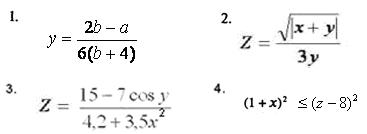 1. y = (2b – a) / (6(b + 4))
2. Z = √|x + y| / (3y)
3. Z = (15 – 7 cos y) / (4,2 + 3,5x²)
4. (1 + x)² ≤ (z – 8)²